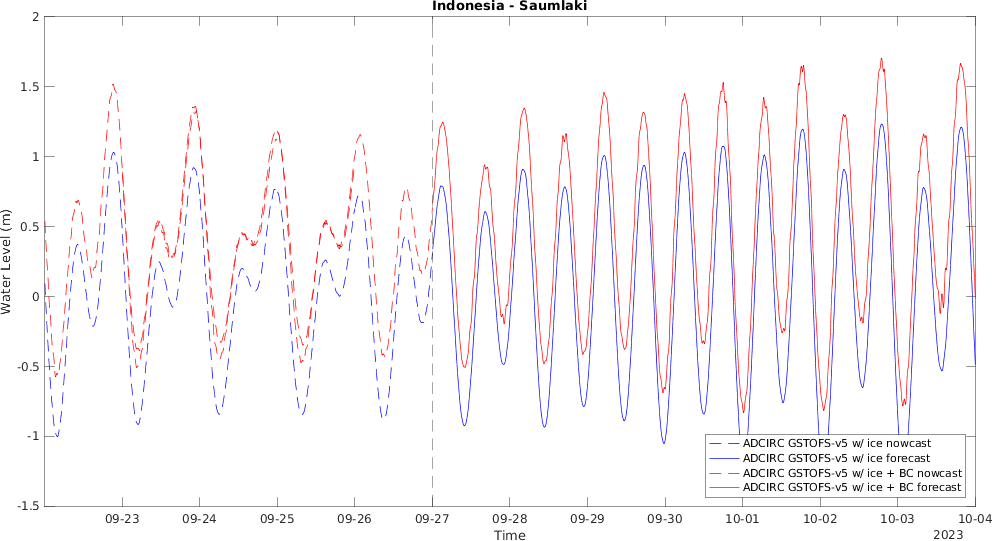 Indonesia - Saumlaki
2
1.5
1
0.5
0
-0.5
-1
-1.5
Water Level (m)
ADCIRC GSTOFS-v5 w/ ice nowcast
ADCIRC GSTOFS-v5 w/ ice forecast
ADCIRC GSTOFS-v5 w/ ice + BC nowcast
ADCIRC GSTOFS-v5 w/ ice + BC forecast
09-23 09-24 09-25 09-26 09-27 09-28 09-29 09-30 10-01 10-02 10-03 10-04
Time
2023